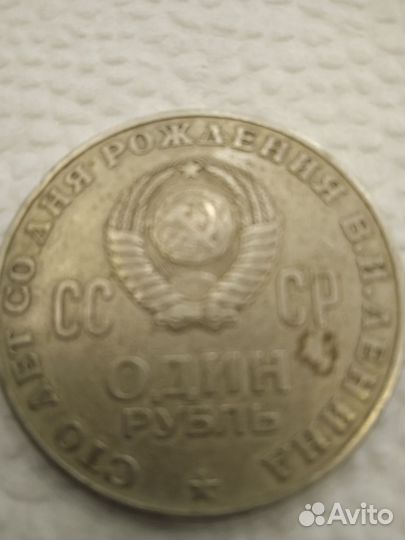 СТО ЛЕТ СО ДНЯ РОЖДЕНИЯ В.И.ЛЕНИНА
СС СР
ОДИН
РУБЛЬ
Avito